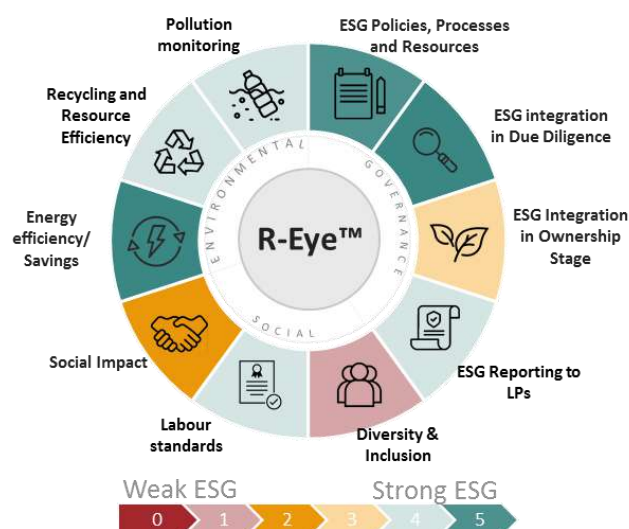 Pollution
monitoring
ESG Policies, Processes
and Resources
Recycling and
Resource
Efficiency
ESG integration
in Due Diligence
ENVIRONMENTAL
GOVERNANCE
SOCIAL
R-Eye™
Energy
efficiency/
Savings
ESG Integration
in Ownership
Stage
Social Impact
ESG Reporting to
LPs
Labour
standards
Diversity &
Inclusion
Weak ESG
Strong ESG
0 1 2 3 4 5